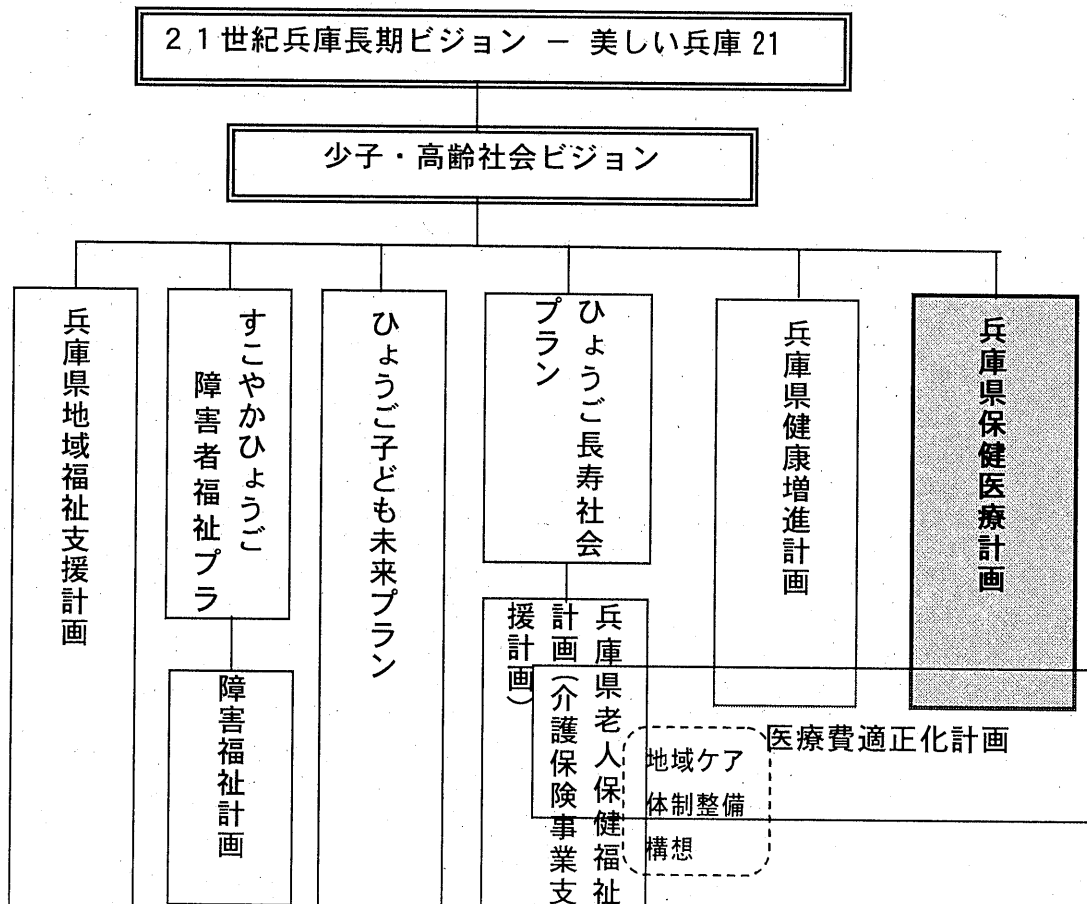 ２１世紀兵庫長期ビジョン － 美しい兵庫21
少子・高齢社会ビジョン
兵庫県地域福祉支援計画
すこやかひょうご
障害者福祉プラ
障害福祉計画
ひょうご子ども未来プラン
ひょうご長寿社会
プラン
兵庫県老人保健福祉
計画（介護保険事業支
援計画）
兵庫県健康増進計画
兵庫県保健医療計画
医療費適正化計画
地域ケア
体制整備
構想